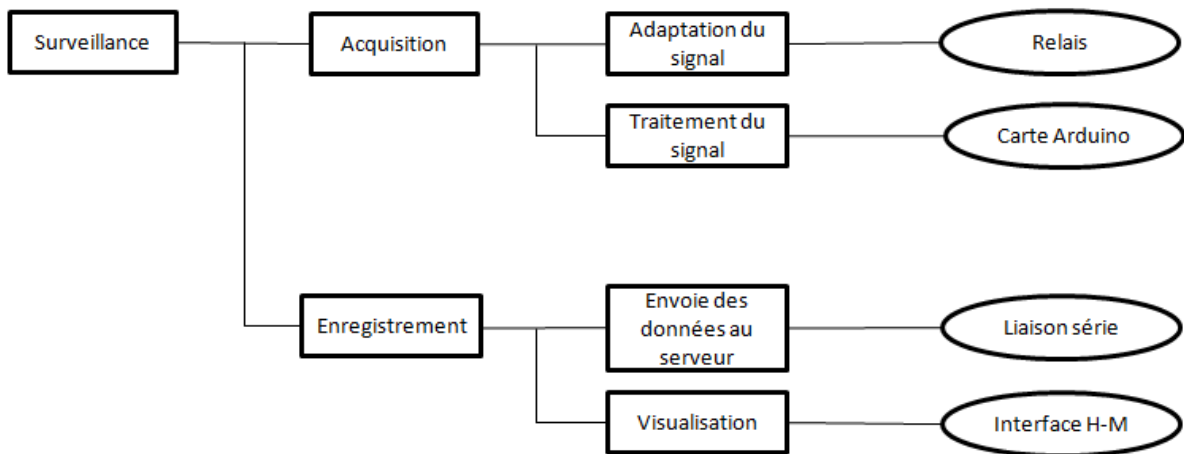 Surveillance
Acquisition
Adaptation du
signal
Relais
Traitement du
signal
Carte Arduino
Enregistrement
Envoie des
données au
serveur
Liaison série
Visualisation
Interface H-M